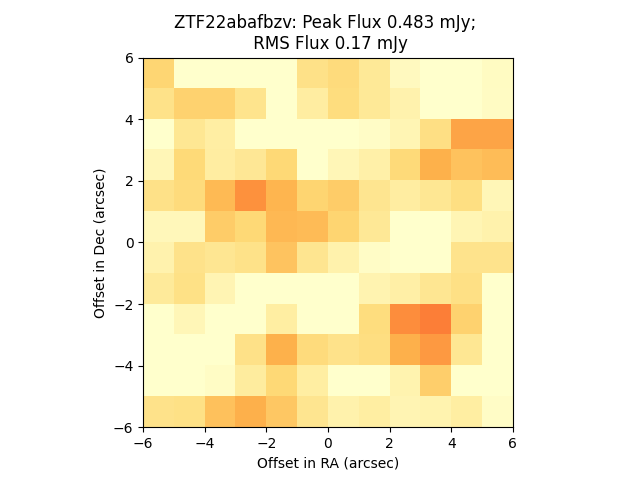 ZTF22abafbzv: Peak Flux 0.483 mJy;
RMS Flux 0.17 mJy
6
4
2
0
−2
−4
−6
Offset in Dec (arcsec)
−6 −4 −2 0 2 4 6
Offset in RA (arcsec)